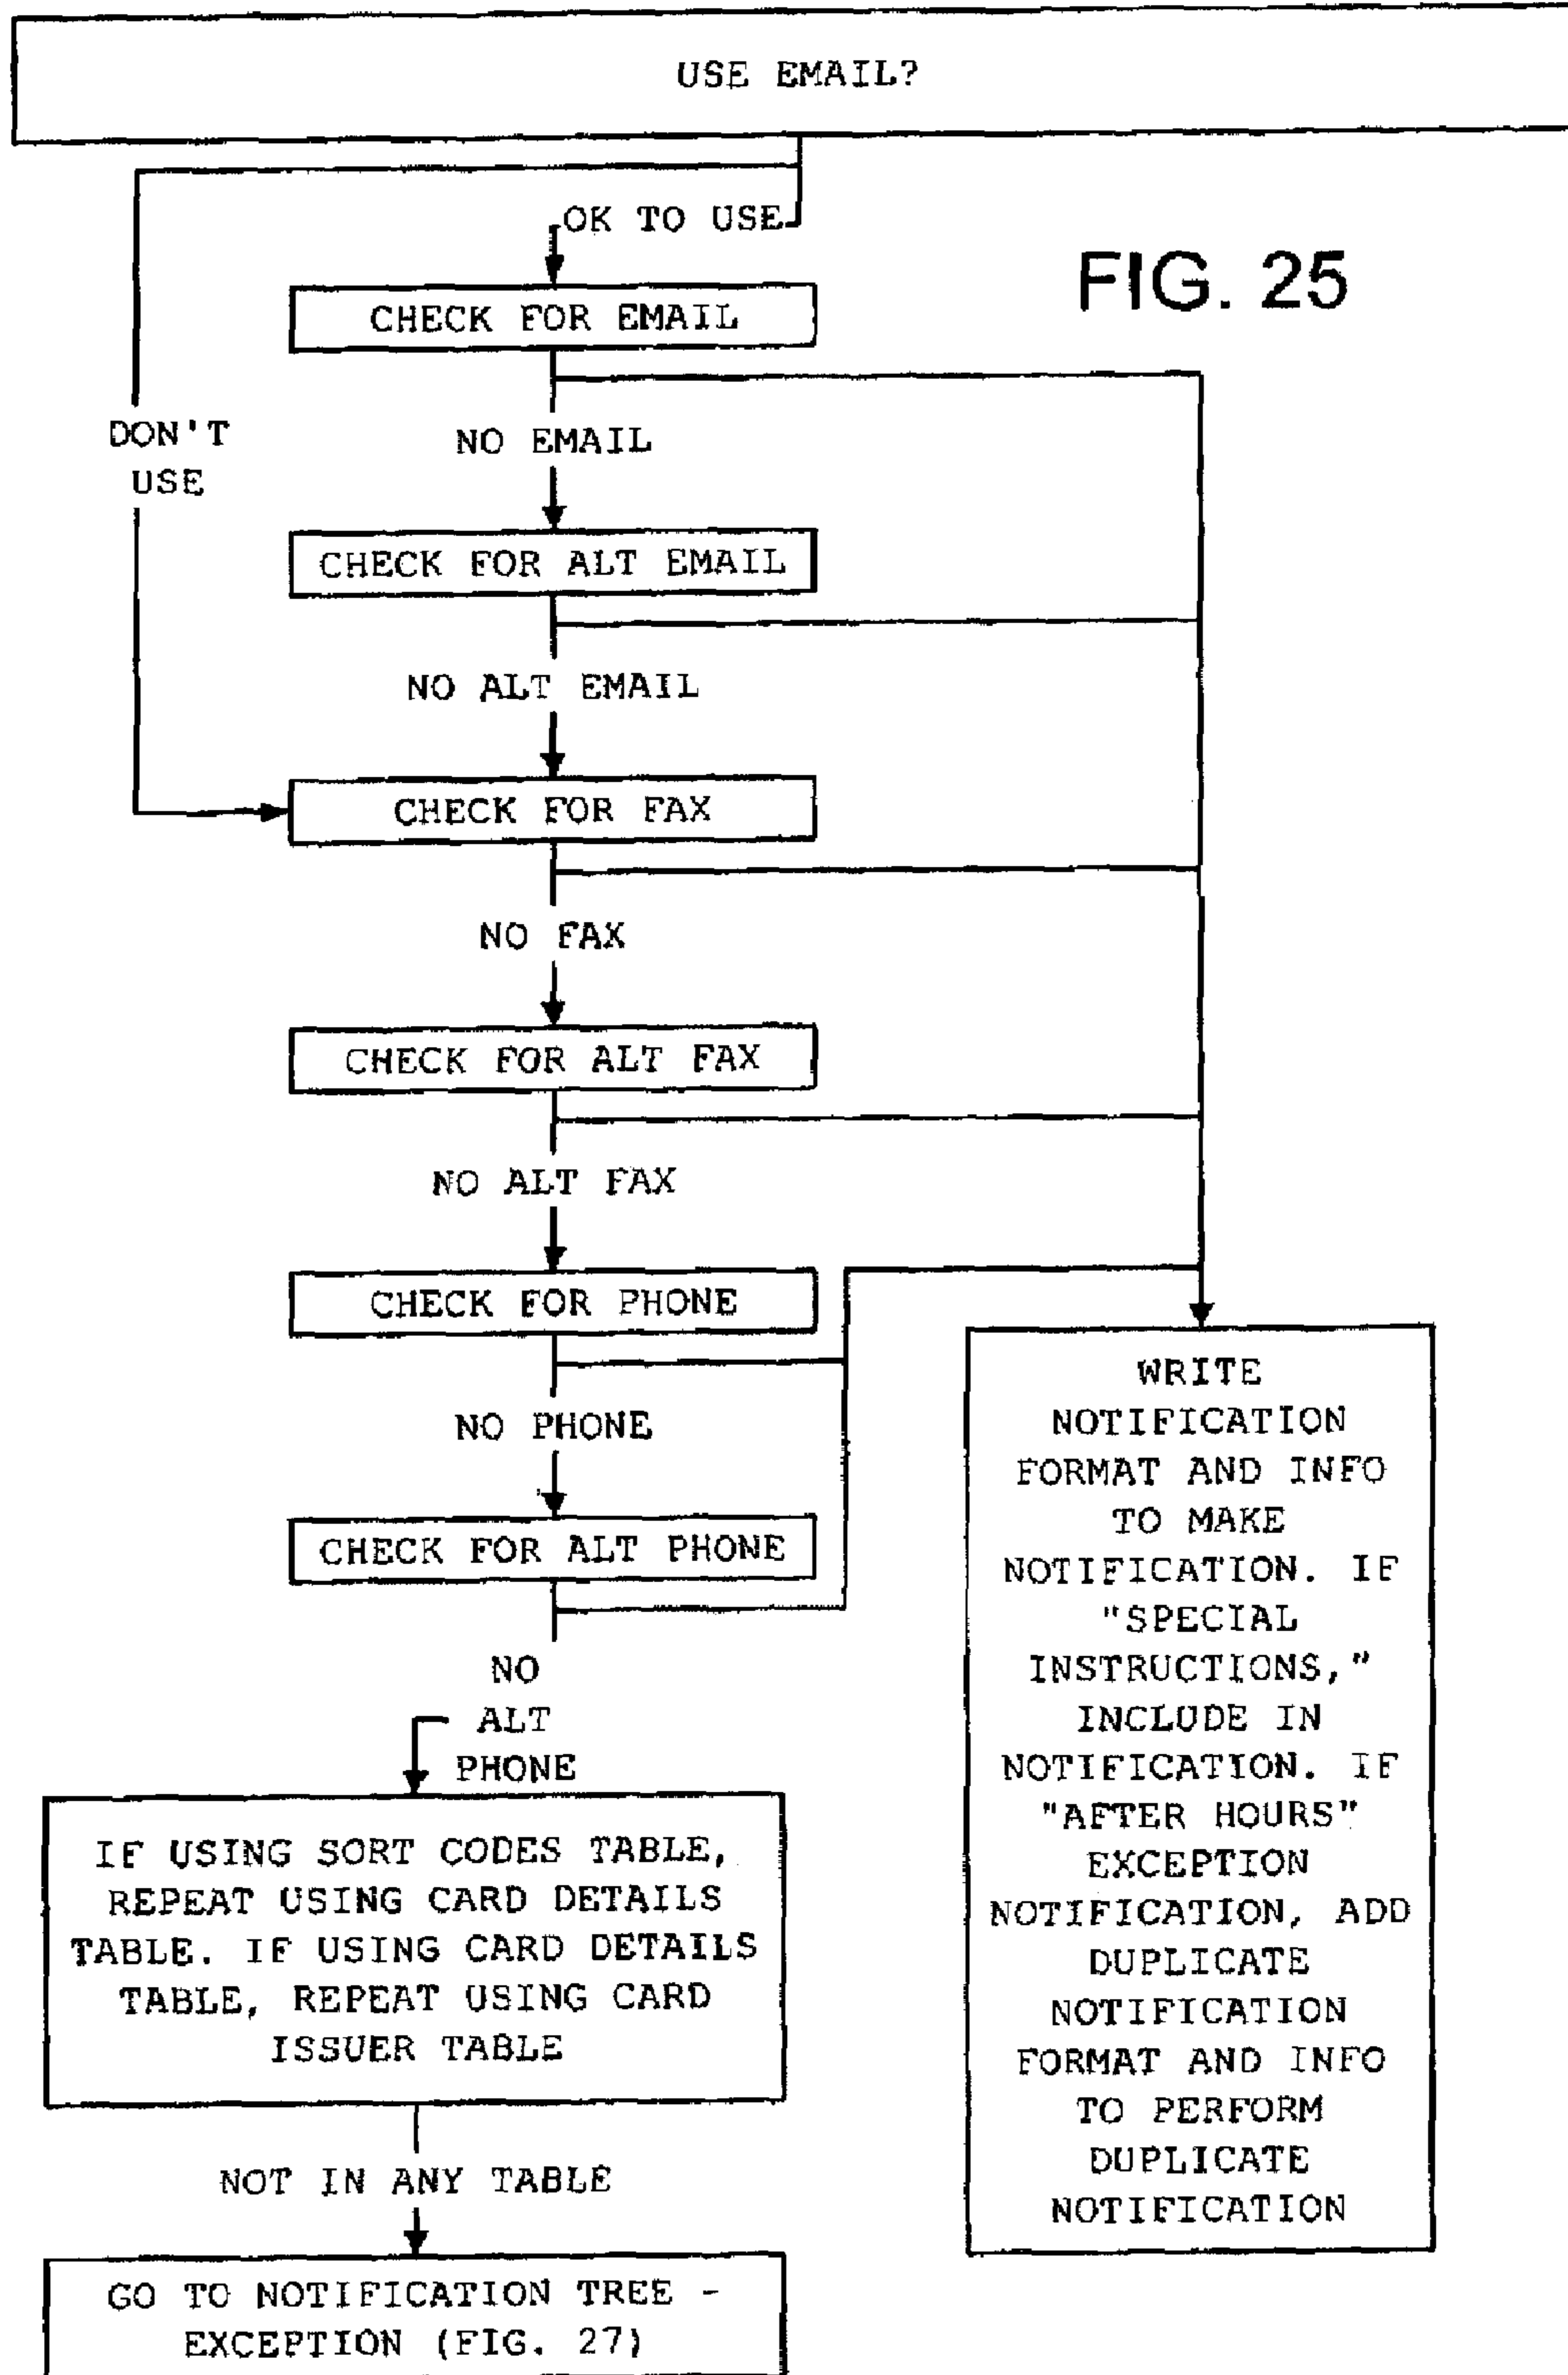 USE EMAIL?
OK TO USE
FIG. 25
CHECK FOR EMAIL
DON'T
USE
NO EMAIL
CHECK FOR ALT EMAIL
NO ALT EMAIL
CHECK FOR FAX
NO FAX
CHECK FOR ALT FAX
NO ALT FAX
CHECK FOR PHONE
NO PHONE
CHECK FOR ALT PHONE
NO
ALT
PHONE
IF USING SORT CODES TABLE,
REPEAT USING CARD DETAILS
TABLE. IF USING CARD DETAILS
TABLE, REPEAT USING CARD
ISSUER TABLE
NOT IN ANY TABLE
GO TO NOTIFICATION TREE -
EXCEPTION (FIG. 27)
WRITE
NOTIFICATION
FORMAT AND INFO
TO MAKE
NOTIFICATION. IF
"SPECIAL
INSTRUCTIONS,"
INCLUDE IN
NOTIFICATION. IF
"AFTER HOURS"
EXCEPTION
NOTIFICATION, ADD
DUPLICATE
NOTIFICATION
FORMAT AND INFO
TO PERFORM
DUPLICATE
NOTIFICATION